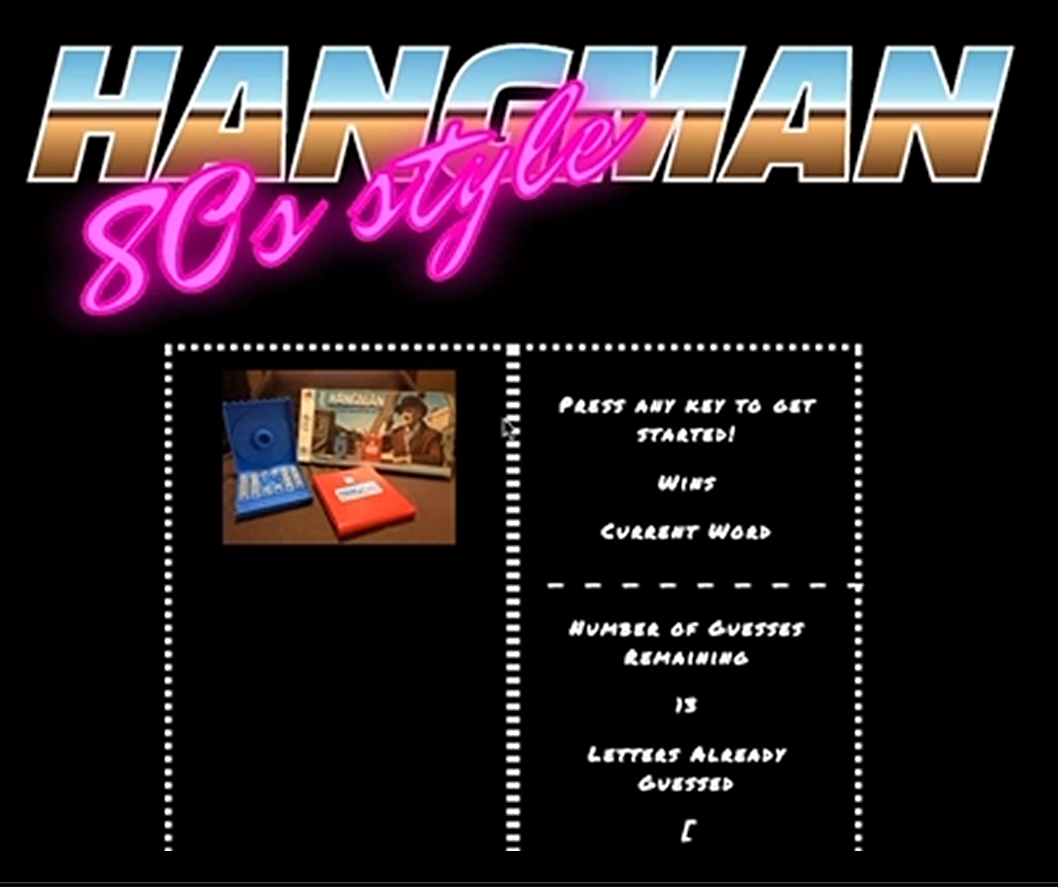 HANGMAN
80s style
HANGMAN
Press any key to get
started!
Wins
Current Word
_ _ _ _ _ _ _ _ _
Number of Guesses
Remaining
13
Letters Already
Guessed
[